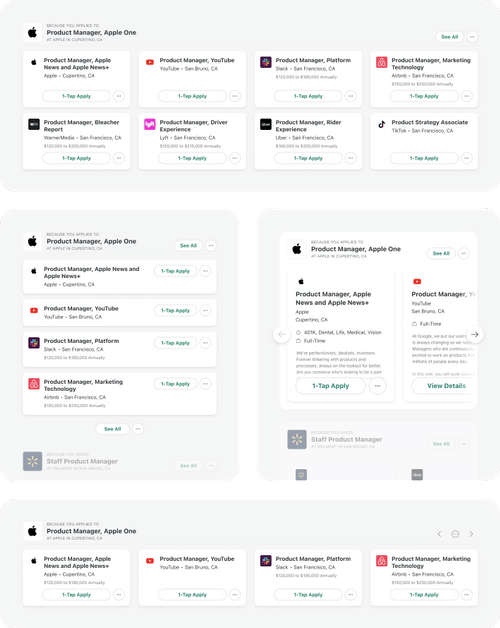 BECAUSE YOU APPLIED TO
Product Manager, Apple One
AT APPLE IN CUPERTINO, CA
See All
Product Manager, Apple
News and Apple News+
Apple • Cupertino, CA
1-Tap Apply
Product Manager, YouTube
YouTube • San Bruno, CA
1-Tap Apply
Product Manager, Platform
Slack • San Francisco, CA
$120,000 to $180,000 Annually
1-Tap Apply
Product Manager, Marketing
Technology
Airbnb • San Francisco, CA
$150,000 to $250,000 Annually
1-Tap Apply
Product Manager, Bleacher
Report
WarnerMedia • San Francisco, CA
$120,000 to $200,000 Annually
1-Tap Apply
Product Manager, Driver
Experience
Lyft • San Francisco, CA
1-Tap Apply
Product Manager, Rider
Experience
Uber • San Francisco, CA
$160,000 to $200,000 Annually
1-Tap Apply
Product Strategy Associate
TikTok • San Francisco, CA
1-Tap Apply
BECAUSE YOU APPLIED TO
Product Manager, Apple One
AT APPLE IN CUPERTINO, CA
See All
Product Manager, Apple News and
Apple News+
Apple • Cupertino, CA
1-Tap Apply
Product Manager, YouTube
YouTube • San Bruno, CA
1-Tap Apply
Product Manager, Platform
Slack • San Francisco, CA
$120,000 to $180,000 Annually
1-Tap Apply
Product Manager, Marketing
Technology
Airbnb • San Francisco, CA
$150,000 to $250,000 Annually
1-Tap Apply
See All
BECAUSE YOU SAVED
Staff Product Manager
AT WALMART IN SAN BRUNO, CA
See All
BECAUSE YOU APPLIED TO
Product Manager, Apple One
AT APPLE IN CUPERTINO, CA
See All
Product Manager, Apple
News and Apple News+
Apple
Cupertino, CA
401K, Dental, Life, Medical, Vision
Full-Time
We're perfectionists. Idealists. Inventors.
Forever tinkering with products and
processes, always on the lookout for better.
Are you someone who's looking to be a part
1-Tap Apply
Product Manager, Y
YouTube
San Bruno, CA
Full-Time
At Google, we put our users
is always changing so we
Managers who are continuous
excited to work on products
millions of people every day.
In this role, you will work
View Details
BECAUSE YOU SAVED
Staff Product Manager
AT WALMART IN SAN BRUNO, CA
See All
BECAUSE YOU APPLIED TO
Product Manager, Apple One
AT APPLE IN CUPERTINO, CA
Product Manager, Apple
News and Apple News+
Apple • Cupertino, CA
$120,000 to $180,000 Annually
1-Tap Apply
Product Manager, YouTube
YouTube • San Bruno, CA
1-Tap Apply
Product Manager, Platform
Slack • San Francisco, CA
$120,000 to $180,000 Annually
1-Tap Apply
Product Manager, Marketing
Technology
Airbnb • San Francisco, CA
$150,000 to $250,000 Annually
1-Tap Apply